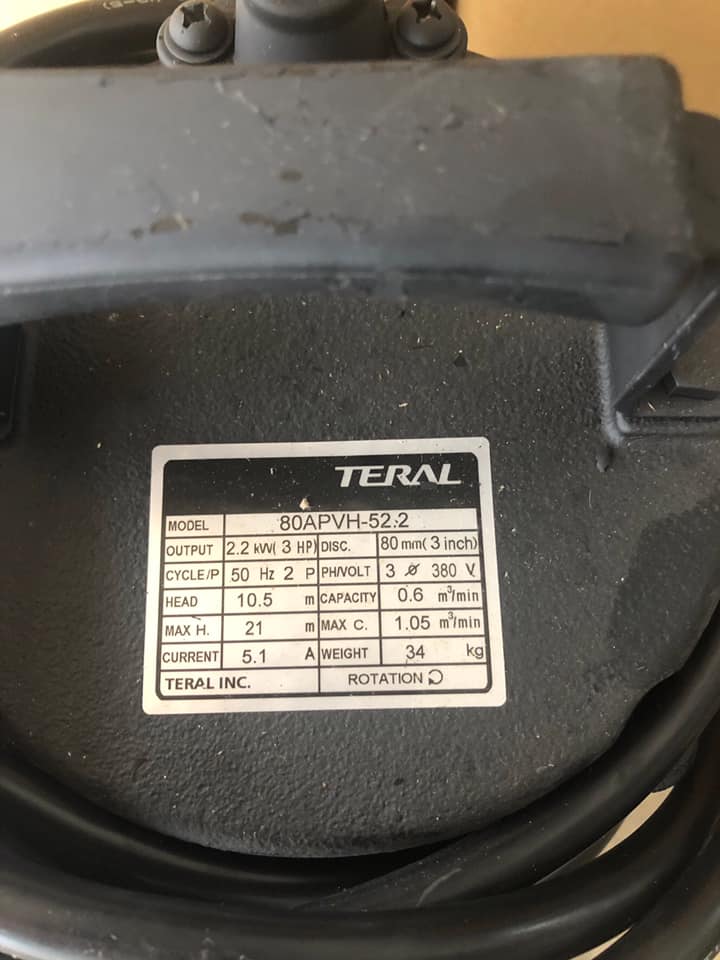 TERAL
MODEL 80APVH-52.2
OUTPUT 2.2 kW( 3 HP) DISC. 80 mm( 3 inch)
CYCLE/P 50 Hz 2 P PH/VOLT 3 ø 380 V
HEAD 10.5 m CAPACITY 0.6 m³/min
MAX H. 21 m MAX C. 1.05 m³/min
CURRENT 5.1 A WEIGHT 34 kg
TERAL INC. ROTATION